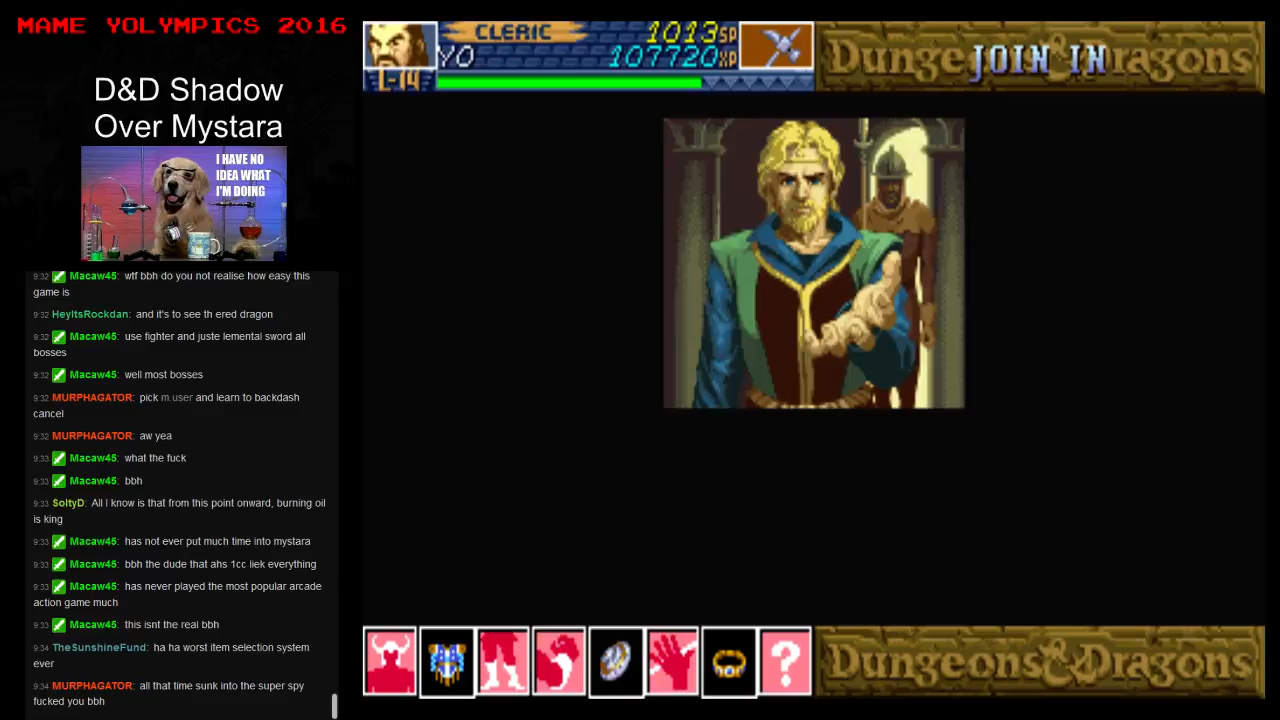 MAME YOLYMPICS 2016
D&D Shadow
Over Mystara
I HAVE NO
IDEA WHAT
I'M DOING
9:32 Macaw45: wtf bbh do you not realise how easy this
game is
9:32 HeyItsRockdan: and it's to see th ered dragon
9:32 Macaw45: use fighter and juste lemental sword all
bosses
9:32 Macaw45: well most bosses
9:32 MURPHAGATOR: pick m.user and learn to backdash
cancel
9:32 MURPHAGATOR: aw yea
9:33 Macaw45: what the fuck
9:33 Macaw45: bbh
9:33 SoltyD: All I know is that from this point onward, burning oil
is king
9:33 Macaw45: has not ever put much time into mystara
9:33 Macaw45: bbh the dude that ahs 1cc liek everything
9:33 Macaw45: has never played the most popular arcade
action game much
9:33 Macaw45: this isnt the real bbh
9:34 TheSunshineFund: ha ha worst item selection system
ever
9:34 MURPHAGATOR: all that time sunk into the super spy
fucked you bbh
CLERIC 1013SP
YO 107720XP
L-14
Dunge JOIN IN ragons
Dungeons&Dragons
?